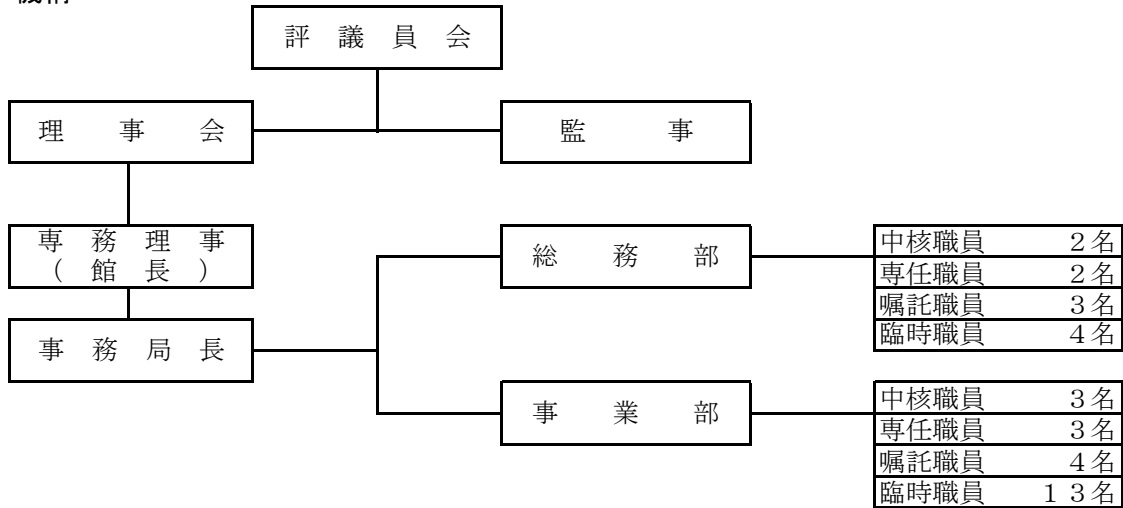 評議員会
理事会
監事
専務理事
(館長)
総務部
中核職員 2名
専任職員 2名
嘱託職員 3名
臨時職員 4名
事務局長
事業部
中核職員 3名
専任職員 3名
嘱託職員 4名
臨時職員 13名